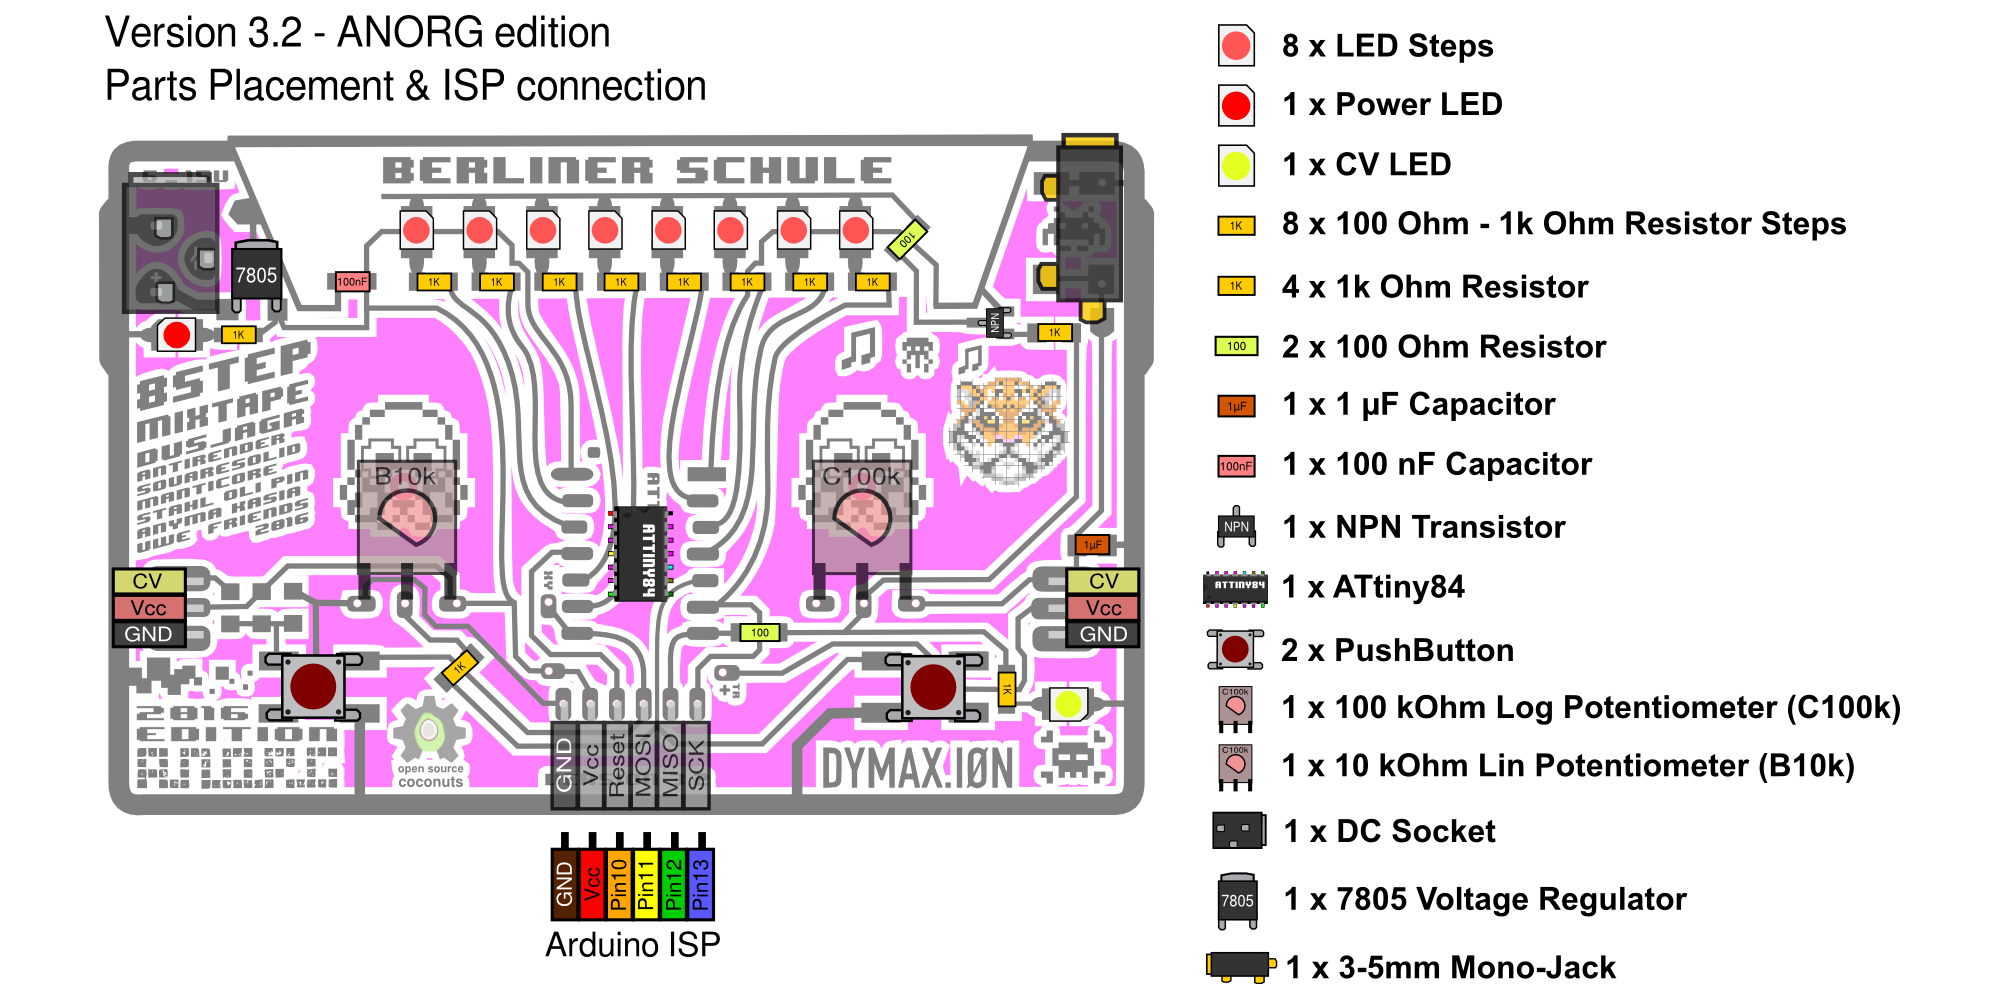 Version 3.2 - ANORG edition
Parts Placement & ISP connection
6 - 15V
BERLINER SCHULE
7805
100nF
1K
1K
1K
1K
1K
1K
1K
1K
100
1K
NPN
1K
8STEP
MIXTAPE
DUSJAGR
ANTIRENDER
SQUARESOLID
MANTICORE
STAHL OLI PIN
ANYMA KASIA
UWE FRIENDS
2016
B10k
C100k
ATT
ATTINY84
XY
1µF
CV
Vcc
GND
CV
Vcc
GND
100
1K
1K
TR
+
2016
EDITION
open source
coconuts
DYMAX.IØN
GND
Vcc
Reset
MOSI
MISO
SCK
GND
Vcc
Pin10
Pin11
Pin12
Pin13
Arduino ISP
8 x LED Steps
1 x Power LED
1 x CV LED
1K
8 x 100 Ohm - 1k Ohm Resistor Steps
1K
4 x 1k Ohm Resistor
100
2 x 100 Ohm Resistor
1µF
1 x 1 µF Capacitor
100nF
1 x 100 nF Capacitor
NPN
1 x NPN Transistor
ATTINY84
1 x ATtiny84
2 x PushButton
C100k
1 x 100 kOhm Log Potentiometer (C100k)
C100k
1 x 10 kOhm Lin Potentiometer (B10k)
1 x DC Socket
7805
1 x 7805 Voltage Regulator
1 x 3-5mm Mono-Jack